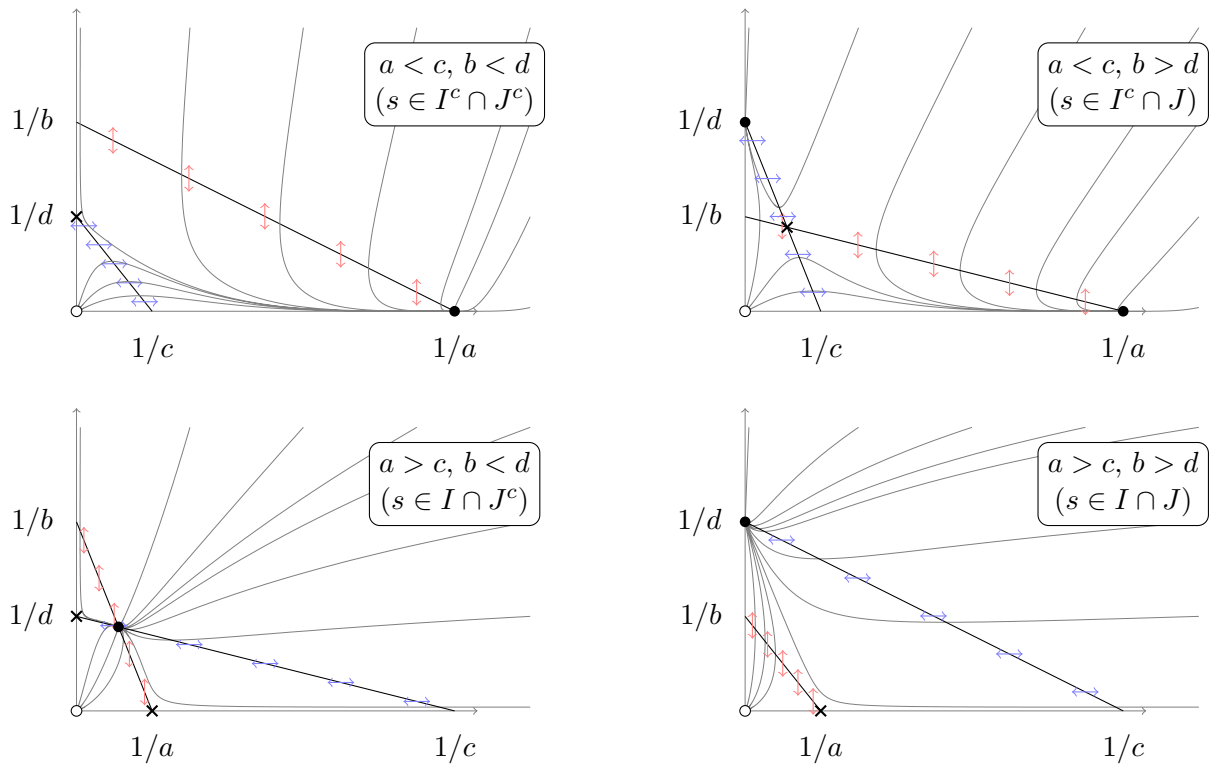 a < c, b < d
(s ∈ I^c ∩ J^c)
1/b
1/d
1/c
1/a
a < c, b > d
(s ∈ I^c ∩ J)
1/d
1/b
1/c
1/a
a > c, b < d
(s ∈ I ∩ J^c)
1/b
1/d
1/a
1/c
a > c, b > d
(s ∈ I ∩ J)
1/d
1/b
1/a
1/c